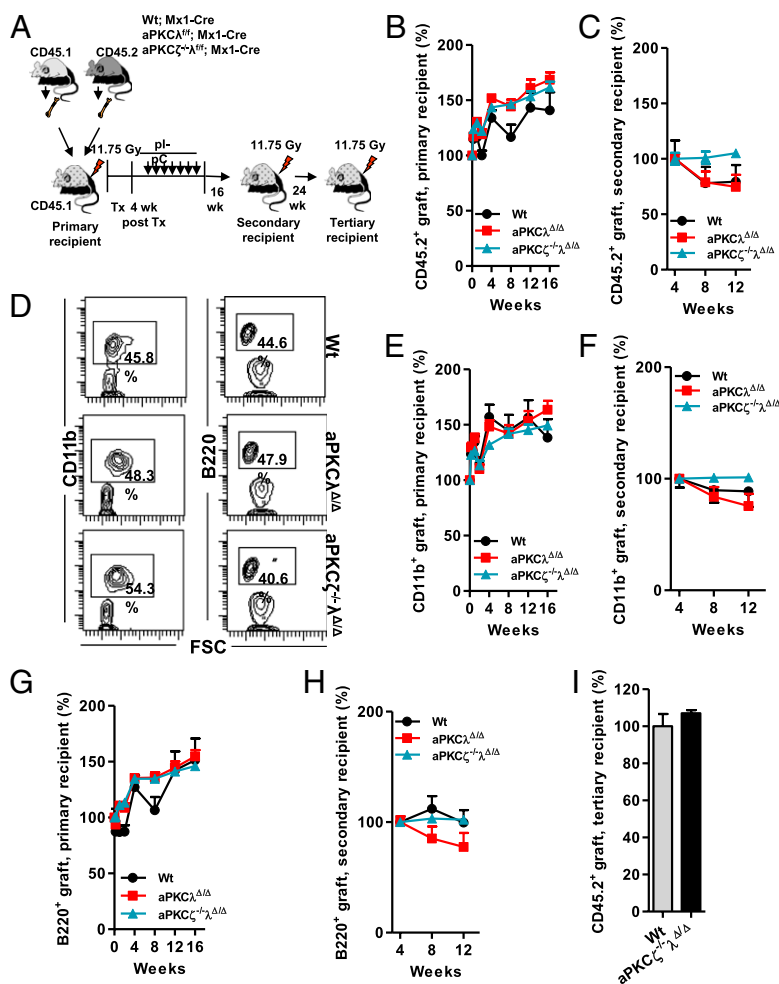 A
Wt; Mx1-Cre
aPKCλf/f; Mx1-Cre
aPKCζ-/-λf/f; Mx1-Cre
CD45.1
CD45.2
11.75 Gy
pI-
pC
11.75 Gy
11.75 Gy
CD45.1
Primary
recipient
Tx
4 wk
post Tx
16
wk
Secondary
recipient
24
wk
Tertiary
recipient
B
CD45.2+ graft, primary recipient (%)
200
150
100
50
0
0 4 8 12 16
Weeks
Wt
aPKCλΔ/Δ
aPKCζ-/-λΔ/Δ
C
CD45.2+ graft, secondary recipient (%)
200
150
100
50
0
4 8 12
Weeks
Wt
aPKCλΔ/Δ
aPKCζ-/-λΔ/Δ
D
CD11b
B220
45.8
%
44.6
%
Wt
48.3
%
47.9
%
aPKCλΔ/Δ
54.3
%
40.6
%
aPKCζ-/-λΔ/Δ
FSC
E
CD11b+ graft, primary recipient (%)
200
150
100
50
0
0 4 8 12 16
Weeks
Wt
aPKCλΔ/Δ
aPKCζ-/-λΔ/Δ
F
CD11b+ graft, secondary recipient (%)
200
100
0
4 8 12
Weeks
Wt
aPKCλΔ/Δ
aPKCζ-/-λΔ/Δ
G
B220+ graft, primary recipient (%)
200
150
100
50
0
0 4 8 12 16
Weeks
Wt
aPKCλΔ/Δ
aPKCζ-/-λΔ/Δ
H
B220+ graft, secondary recipient (%)
200
100
0
4 8 12
Weeks
Wt
aPKCλΔ/Δ
aPKCζ-/-λΔ/Δ
I
CD45.2+ graft, tertiary recipient (%)
120
100
80
60
40
20
0
Wt
aPKCζ-/-λΔ/Δ